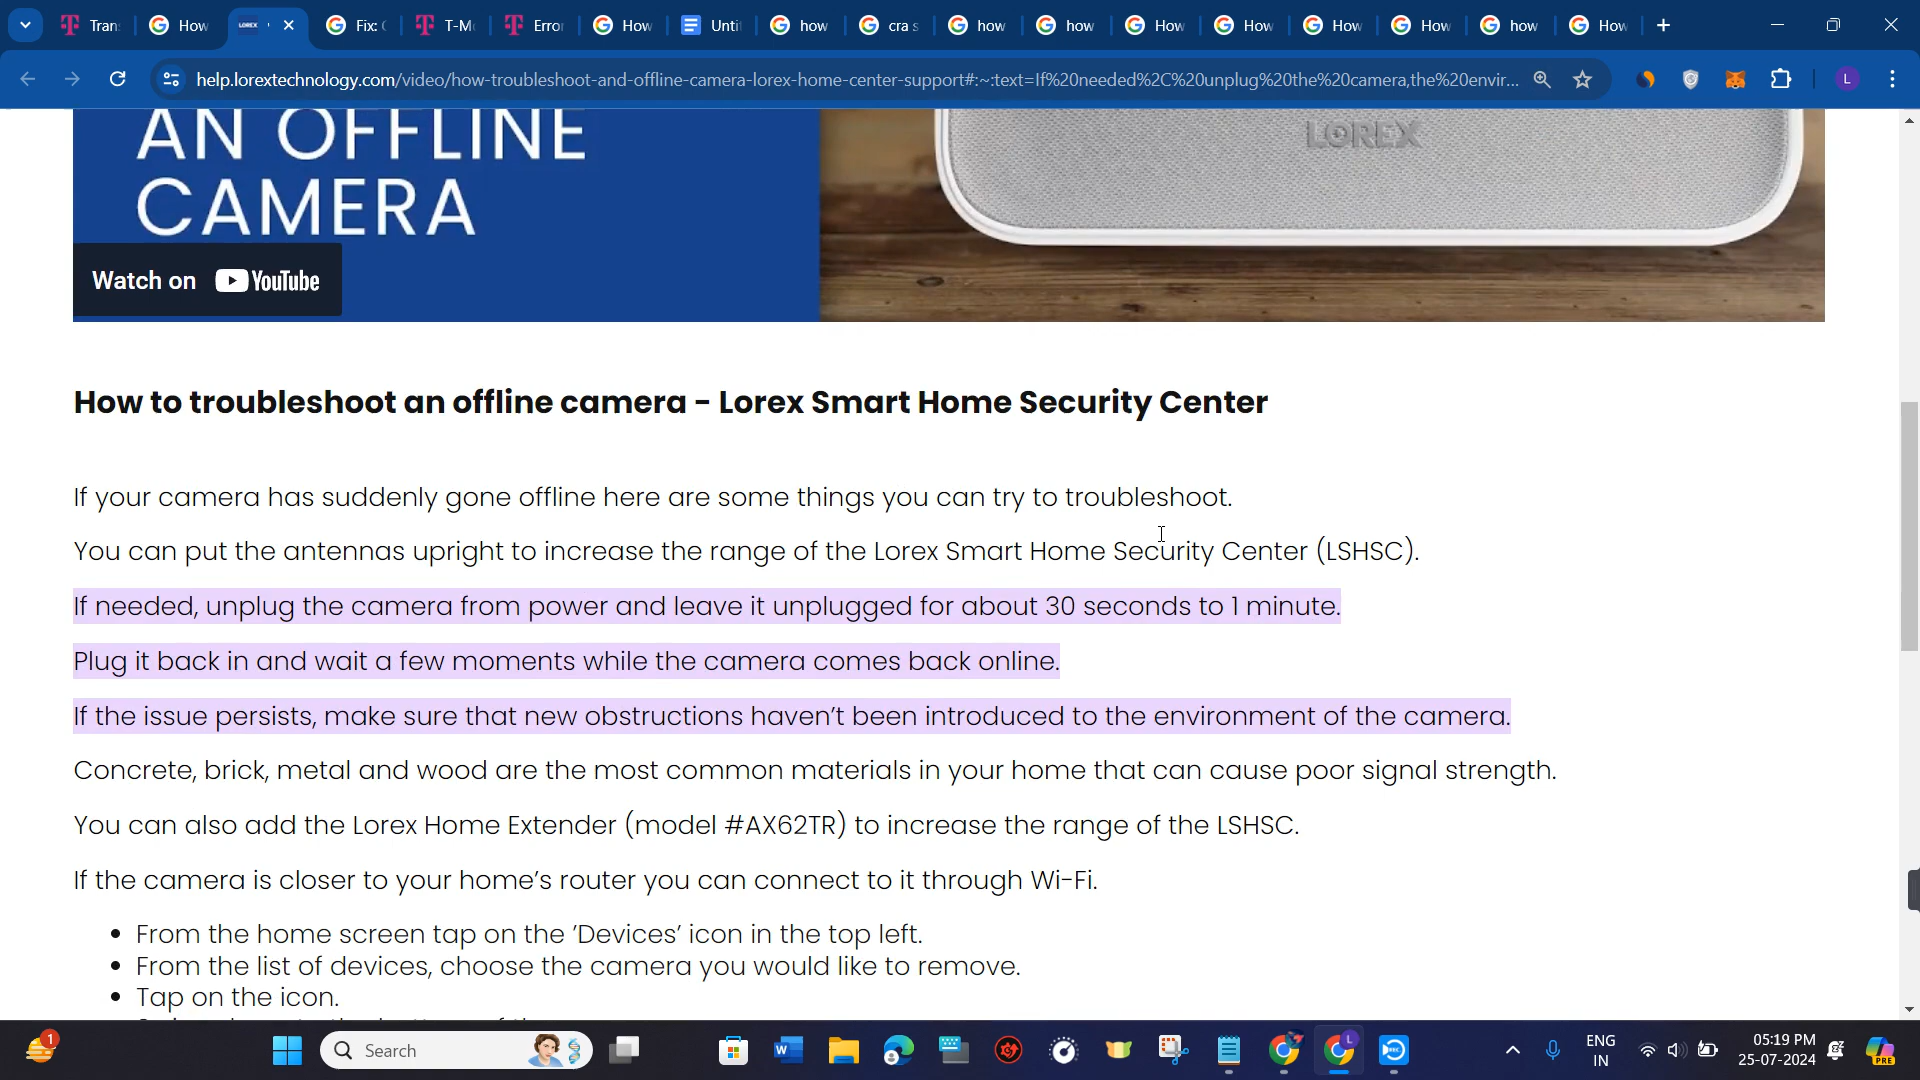 Tran
How
LOREX
Fix: C
T-Mo
Error
How
Untit
how
cra s
how
how
How
How
How
How
how
How
help.lorextechnology.com/video/how-troubleshoot-and-offline-camera-lorex-home-center-support#:~:text=If%20needed%2C%20unplug%20the%20camera,the%20envir...
L
AN OFFLINE
CAMERA
LOREX
Watch on YouTube
How to troubleshoot an offline camera - Lorex Smart Home Security Center
If your camera has suddenly gone offline here are some things you can try to troubleshoot.
You can put the antennas upright to increase the range of the Lorex Smart Home Security Center (LSHSC).
If needed, unplug the camera from power and leave it unplugged for about 30 seconds to 1 minute.
Plug it back in and wait a few moments while the camera comes back online.
If the issue persists, make sure that new obstructions haven’t been introduced to the environment of the camera.
Concrete, brick, metal and wood are the most common materials in your home that can cause poor signal strength.
You can also add the Lorex Home Extender (model #AX62TR) to increase the range of the LSHSC.
If the camera is closer to your home’s router you can connect to it through Wi-Fi.
• From the home screen tap on the ’Devices’ icon in the top left.
• From the list of devices, choose the camera you would like to remove.
• Tap on the icon.
1
Search
L
ENG
IN
05:19 PM
25-07-2024
PRE